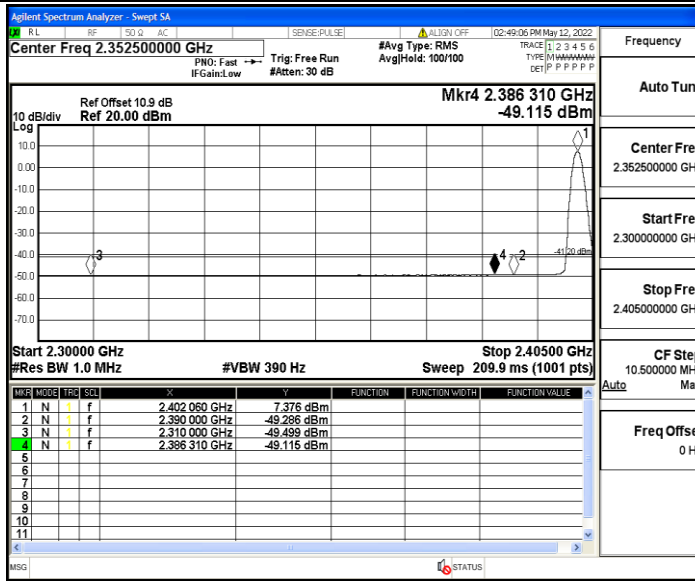 Agilent Spectrum Analyzer - Swept SA
RL RF 50 Ω AC SENSE:PULSE ALIGN OFF 02:49:06 PM May 12, 2022
Center Freq 2.352500000 GHz
PNO: Fast
IFGain:Low
Trig: Free Run
#Atten: 30 dB
#Avg Type: RMS
Avg|Hold: 100/100
TRACE 1 2 3 4 5 6
TYPE M WWWWW
DET P P P P P P
Mkr4 2.386 310 GHz
-49.115 dBm
Ref Offset 10.9 dB
10 dB/div Ref 20.00 dBm
Log
10.0
0.00
-10.0
-20.0
-30.0
-40.0
-50.0
-60.0
-70.0
1
3
4
2
-41.20 dBm
Start 2.30000 GHz Stop 2.40500 GHz
#Res BW 1.0 MHz #VBW 390 Hz Sweep 209.9 ms (1001 pts)
MKR MODE TRC SCL X Y FUNCTION FUNCTION WIDTH FUNCTION VALUE
1 N 1 f 2.402 060 GHz 7.376 dBm
2 N 1 f 2.390 000 GHz -49.286 dBm
3 N 1 f 2.310 000 GHz -49.499 dBm
4 N 1 f 2.386 310 GHz -49.115 dBm
5
6
7
8
9
10
11
MSG STATUS
Frequency
Auto Tun
Center Fre
2.352500000 GH
Start Fre
2.300000000 GH
Stop Fre
2.405000000 GH
CF Ste
10.500000 MH
Auto Ma
Freq Offse
0 H